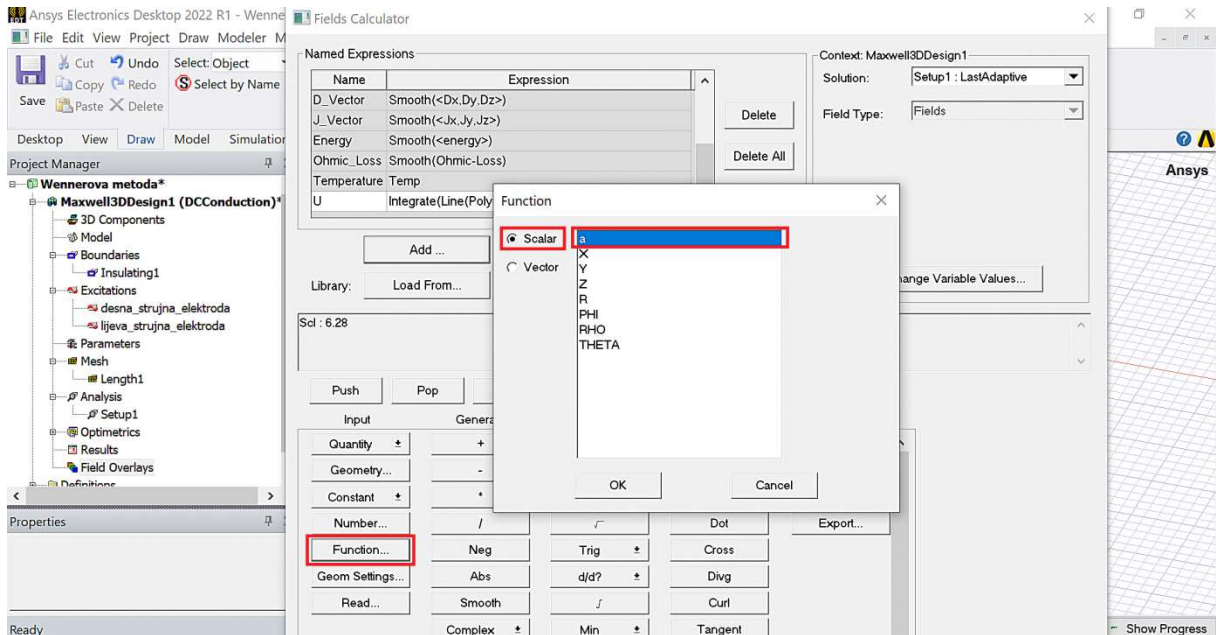 Ansys Electronics Desktop 2022 R1 - Wenne
File Edit View Project Draw Modeler M
Save
Cut Undo Select: Object
Copy Redo Select by Name
Paste Delete
Desktop View Draw Model Simulation
Project Manager
Wennerova metoda*
Maxwell3DDesign1 (DCConduction)*
3D Components
Model
Boundaries
Insulating1
Excitations
desna_strujna_elektroda
lijeva_strujna_elektroda
Parameters
Mesh
Length1
Analysis
Setup1
Optimetrics
Results
Field Overlays
Definitions
Properties
Ready
Fields Calculator
Named Expressions
Name Expression
D_Vector Smooth(<Dx,Dy,Dz>)
J_Vector Smooth(<Jx,Jy,Jz>)
Energy Smooth(<energy>)
Ohmic_Loss Smooth(Ohmic-Loss)
Temperature Temp
U Integrate(Line(Poly
Delete
Delete All
Context: Maxwell3DDesign1
Solution: Setup1 : LastAdaptive
Field Type: Fields
Add ...
Library: Load From...
ange Variable Values...
Scl : 6.28
Push Pop
Input Genera
Quantity +
Geometry... -
Constant *
Number... / √ Dot Export...
Function... Neg Trig Cross
Geom Settings... Abs d/d? Divg
Read... Smooth ∫ Curl
Complex Min Tangent
Function
Scalar
Vector
a
X
Y
Z
R
PHI
RHO
THETA
OK Cancel
Ansys
Show Progress